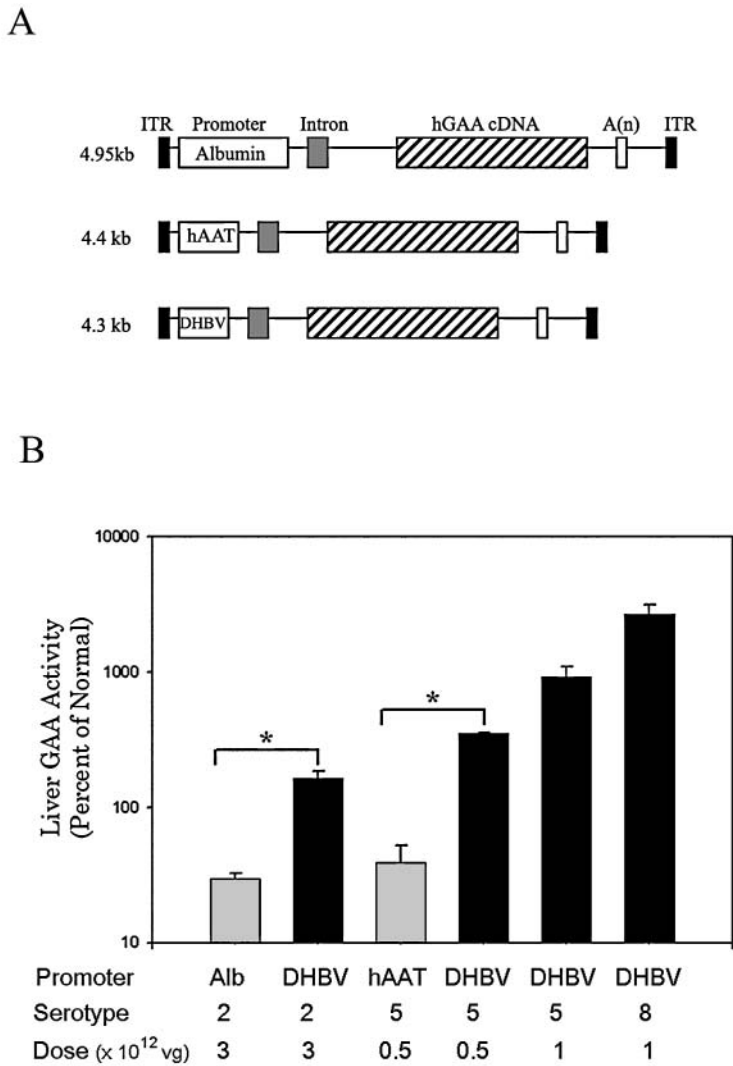 A
ITR Promoter Intron hGAA cDNA A(n) ITR
4.95kb Albumin
4.4 kb hAAT
4.3 kb DHBV
B
10000
1000
100
10
Liver GAA Activity
(Percent of Normal)
*
*
Promoter Alb DHBV hAAT DHBV DHBV DHBV
Serotype 2 2 5 5 5 8
Dose (x 10¹² vg) 3 3 0.5 0.5 1 1